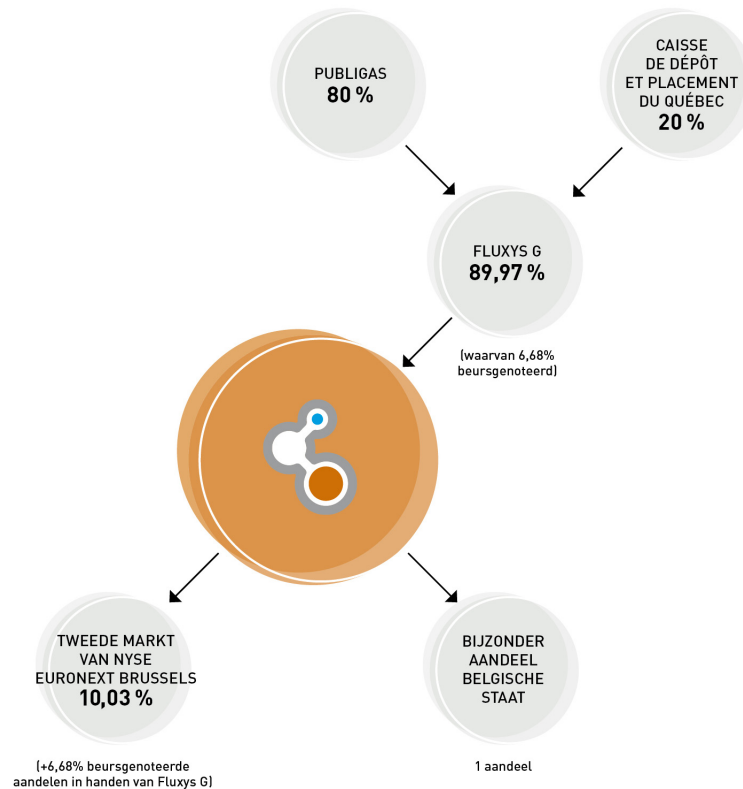 PUBLIGAS
80 %
CAISSE
DE DÉPÔT
ET PLACEMENT
DU QUÉBEC
20 %
FLUXYS G
89,97 %
(waarvan 6,68%
beursgenoteerd)
TWEEDE MARKT
VAN NYSE
EURONEXT BRUSSELS
10,03 %
(+6,68% beursgenoteerde
aandelen in handen van Fluxys G)
BIJZONDER
AANDEEL
BELGISCHE
STAAT
1 aandeel